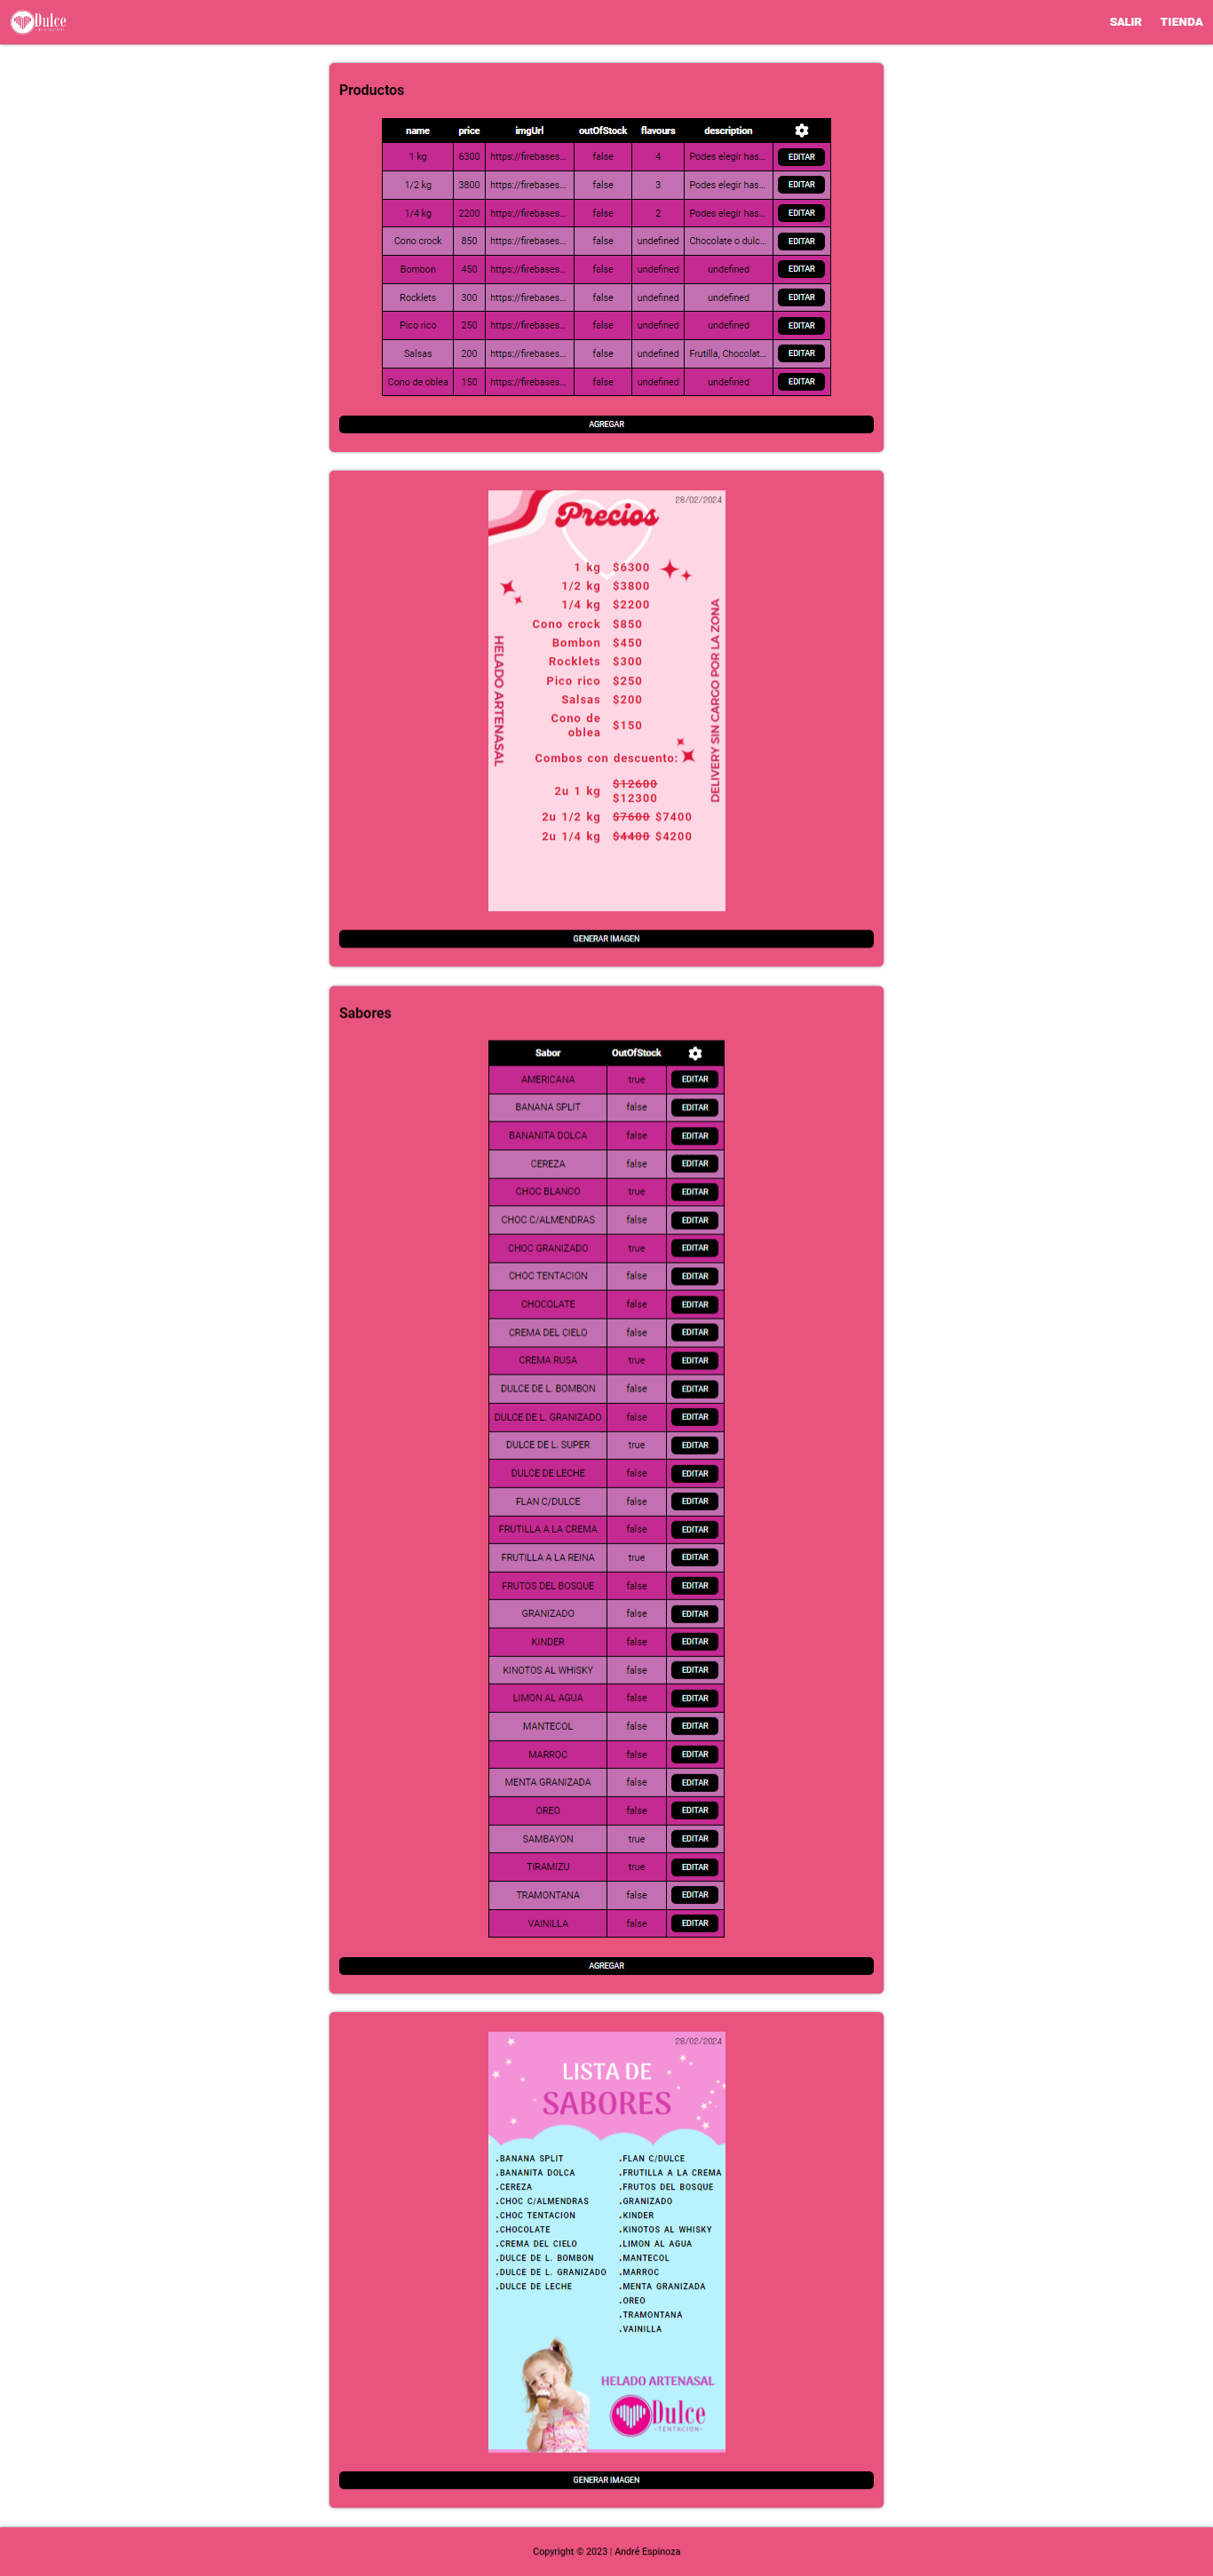 Dulce
TENTACION
SALIR TIENDA
Productos
name price imgUrl outOfStock flavours description
1 kg 6300 https://firebases... false 4 Podes elegir has... EDITAR
1/2 kg 3800 https://firebases... false 3 Podes elegir has... EDITAR
1/4 kg 2200 https://firebases... false 2 Podes elegir has... EDITAR
Cono crock 850 https://firebases... false undefined Chocolate o dulc... EDITAR
Bombon 450 https://firebases... false undefined undefined EDITAR
Rocklets 300 https://firebases... false undefined undefined EDITAR
Pico rico 250 https://firebases... false undefined undefined EDITAR
Salsas 200 https://firebases... false undefined Frutilla, Chocolat... EDITAR
Cono de oblea 150 https://firebases... false undefined undefined EDITAR
AGREGAR
28/02/2024
Precios
1 kg $6300
1/2 kg $3800
1/4 kg $2200
Cono crock $850
Bombon $450
Rocklets $300
Pico rico $250
Salsas $200
Cono de
oblea $150
Combos con descuento:
2u 1 kg $12600
$12300
2u 1/2 kg $7600 $7400
2u 1/4 kg $4400 $4200
HELADO ARTENASAL
DELIVERY SIN CARGO POR LA ZONA
GENERAR IMAGEN
Sabores
Sabor OutOfStock
AMERICANA true EDITAR
BANANA SPLIT false EDITAR
BANANITA DOLCA false EDITAR
CEREZA false EDITAR
CHOC BLANCO true EDITAR
CHOC C/ALMENDRAS false EDITAR
CHOC GRANIZADO true EDITAR
CHOC TENTACION false EDITAR
CHOCOLATE false EDITAR
CREMA DEL CIELO false EDITAR
CREMA RUSA true EDITAR
DULCE DE L. BOMBON false EDITAR
DULCE DE L. GRANIZADO false EDITAR
DULCE DE L. SUPER true EDITAR
DULCE DE LECHE false EDITAR
FLAN C/DULCE false EDITAR
FRUTILLA A LA CREMA false EDITAR
FRUTILLA A LA REINA true EDITAR
FRUTOS DEL BOSQUE false EDITAR
GRANIZADO false EDITAR
KINDER false EDITAR
KINOTOS AL WHISKY false EDITAR
LIMON AL AGUA false EDITAR
MANTECOL false EDITAR
MARROC false EDITAR
MENTA GRANIZADA false EDITAR
OREO false EDITAR
SAMBAYON true EDITAR
TIRAMIZU true EDITAR
TRAMONTANA false EDITAR
VAINILLA false EDITAR
AGREGAR
28/02/2024
LISTA DE
SABORES
.BANANA SPLIT
.BANANITA DOLCA
.CEREZA
.CHOC C/ALMENDRAS
.CHOC TENTACION
.CHOCOLATE
.CREMA DEL CIELO
.DULCE DE L. BOMBON
.DULCE DE L. GRANIZADO
.DULCE DE LECHE
.FLAN C/DULCE
.FRUTILLA A LA CREMA
.FRUTOS DEL BOSQUE
.GRANIZADO
.KINDER
.KINOTOS AL WHISKY
.LIMON AL AGUA
.MANTECOL
.MARROC
.MENTA GRANIZADA
.OREO
.TRAMONTANA
.VAINILLA
HELADO ARTENASAL
Dulce
-TENTACION-
GENERAR IMAGEN
Copyright © 2023 | André Espinoza